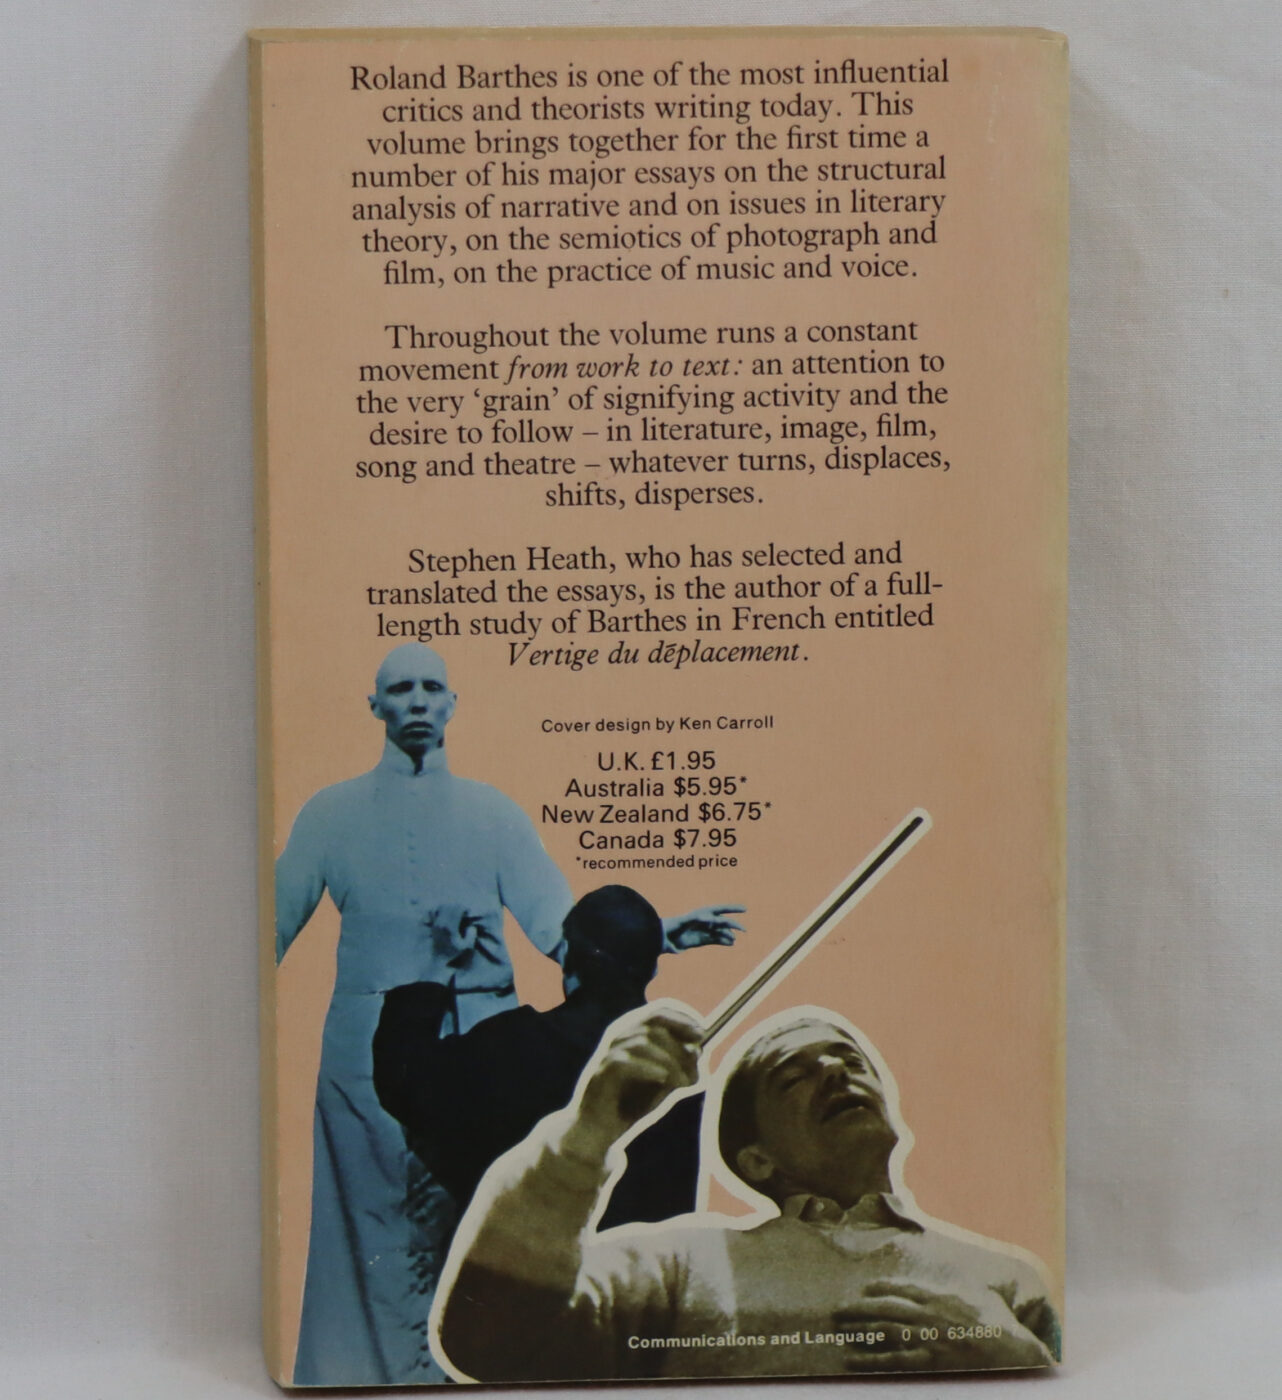 Roland Barthes is one of the most influential
critics and theorists writing today. This
volume brings together for the first time a
number of his major essays on the structural
analysis of narrative and on issues in literary
theory, on the semiotics of photograph and
film, on the practice of music and voice.
Throughout the volume runs a constant
movement from work to text: an attention to
the very ‘grain’ of signifying activity and the
desire to follow – in literature, image, film,
song and theatre – whatever turns, displaces,
shifts, disperses.
Stephen Heath, who has selected and
translated the essays, is the author of a full-
length study of Barthes in French entitled
Vertige du déplacement.
Cover design by Ken Carroll
U.K. £1.95
Australia $5.95*
New Zealand $6.75*
Canada $7.95
*recommended price
Communications and Language 0 00 634880